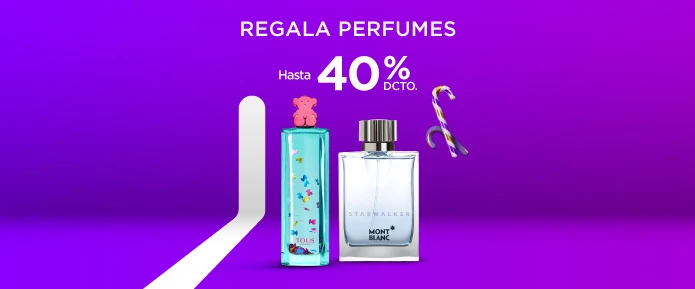 REGALA PERFUMES
Hasta 40%
DCTO.
TOUS
STARWALKER
MONT
BLANC